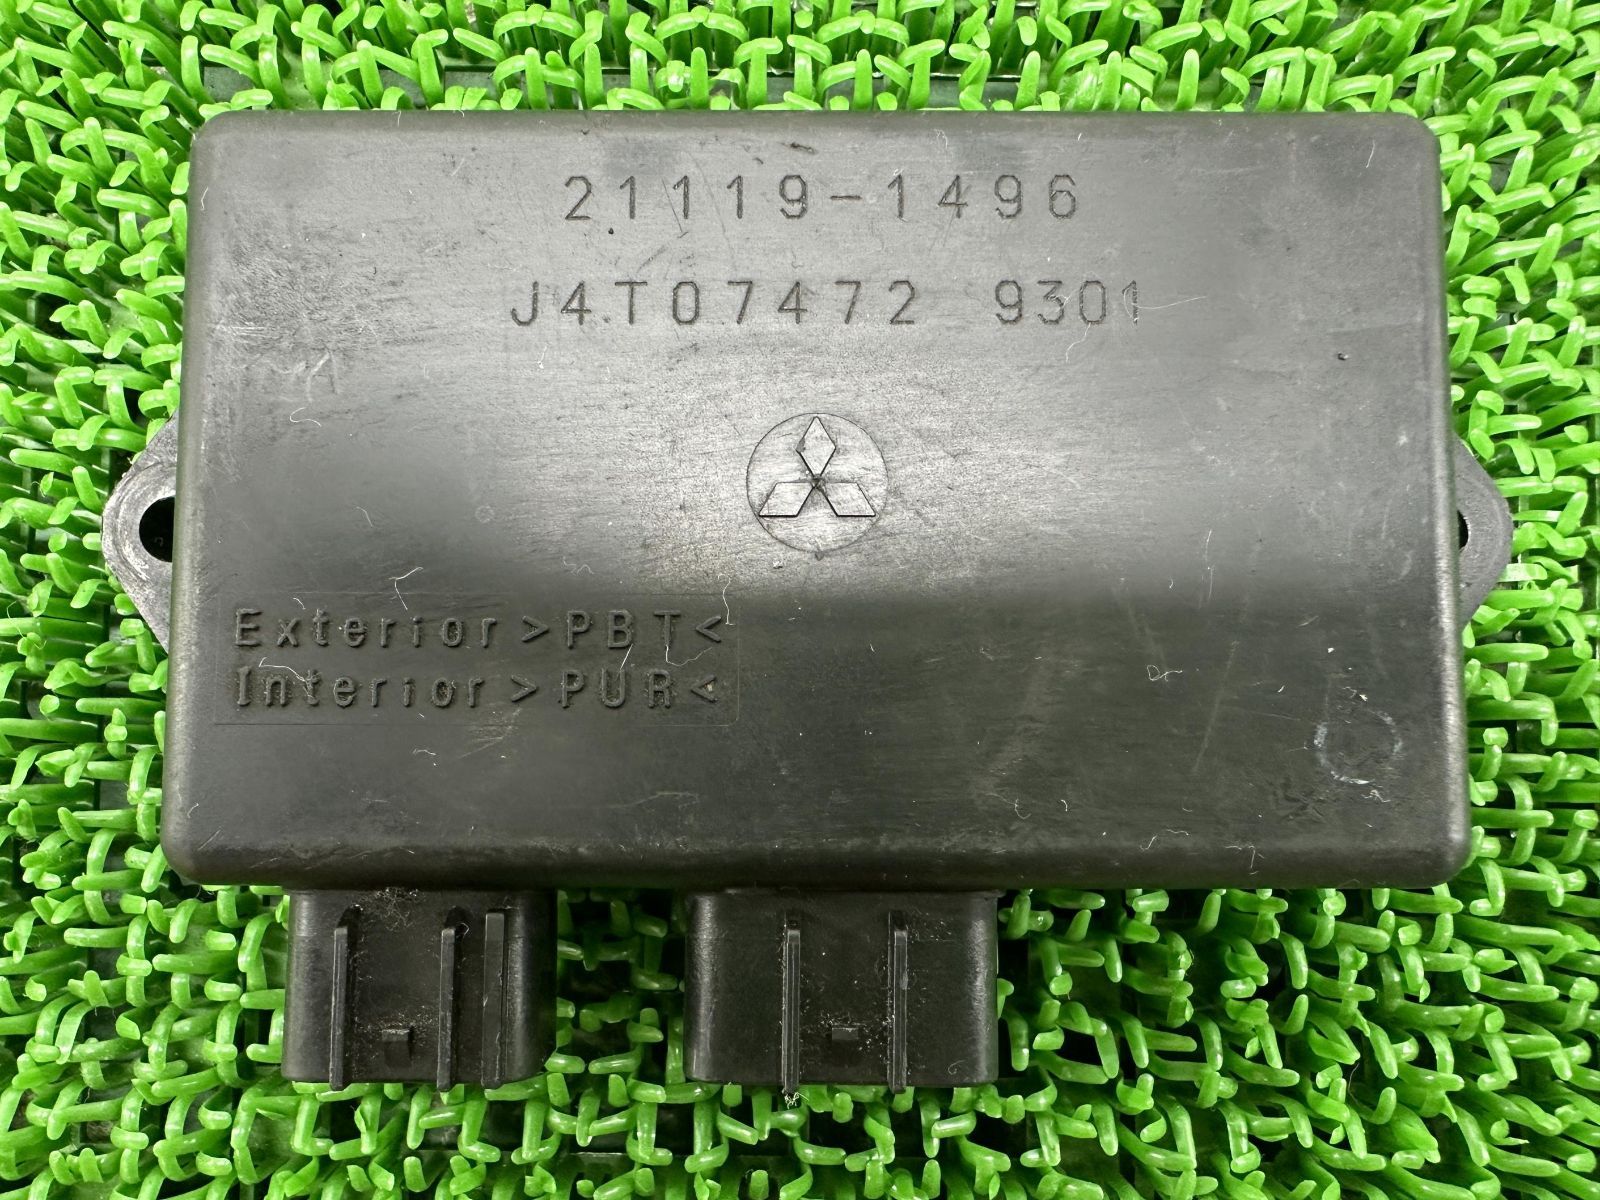 21119-1496
J4T07472 9301
Exterior >PBT<
Interior >PUR<